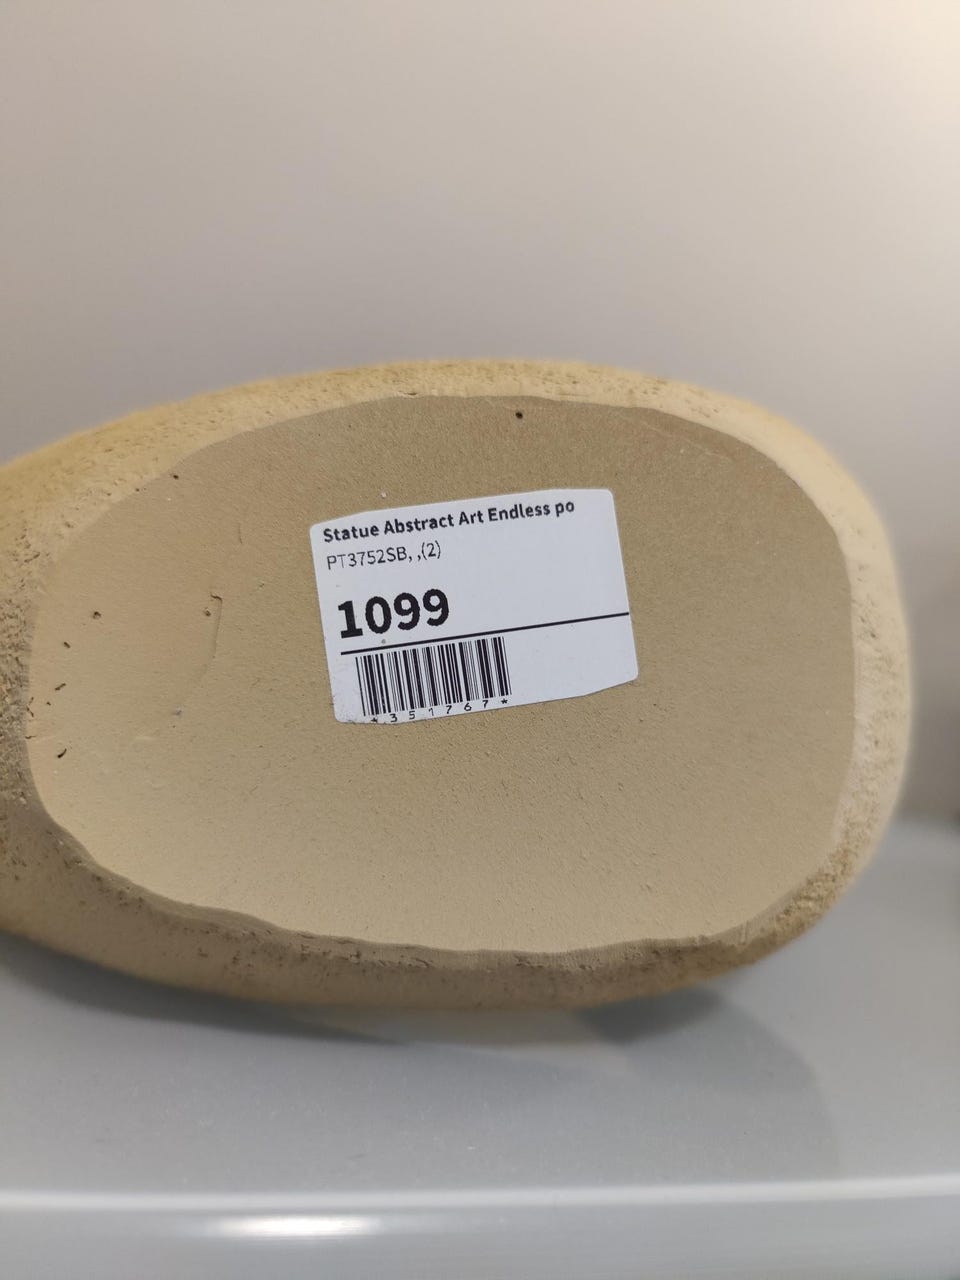 Statue Abstract Art Endless po
PT3752SB, ,(2)
1099
*351767*